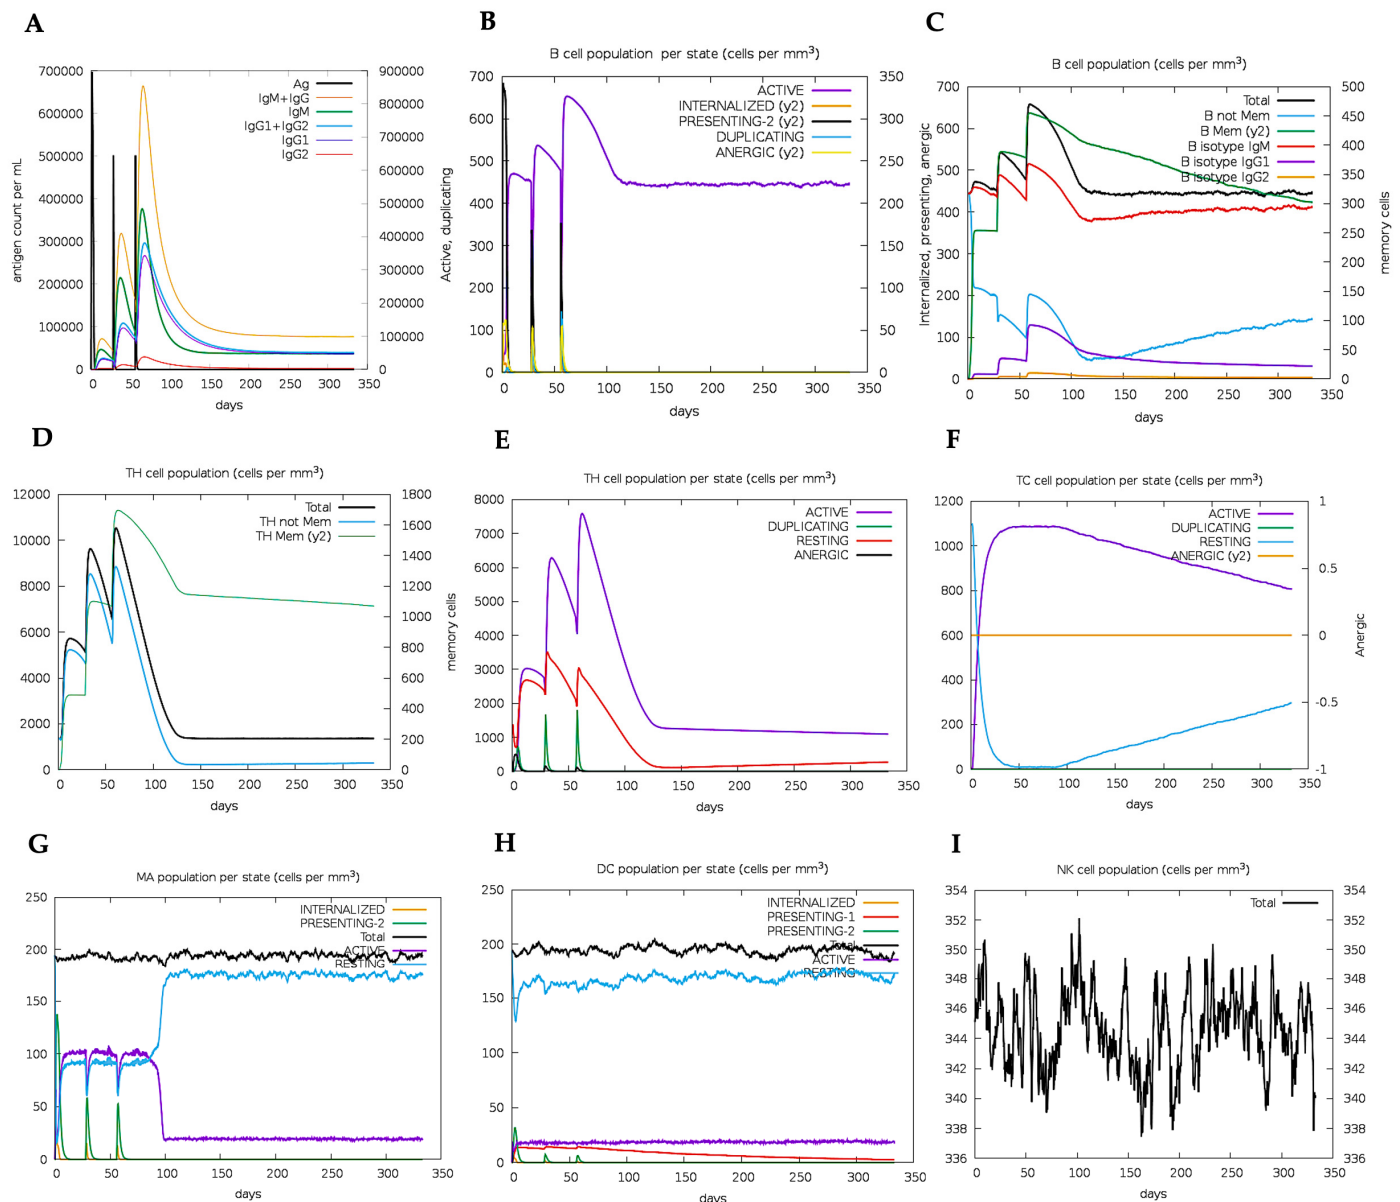 A
700000
600000
500000
400000
300000
200000
100000
0
900000
800000
700000
600000
500000
400000
300000
200000
100000
0
Ag
IgM+IgG
IgM
IgG1+IgG2
IgG1
IgG2
antigen count per mL
0 50 100 150 200 250 300 350
days
B
B cell population per state (cells per mm³)
700
600
500
400
300
200
100
0
350
300
250
200
150
100
50
0
ACTIVE
INTERNALIZED (y2)
PRESENTING-2 (y2)
DUPLICATING
ANERGIC (y2)
Active, duplicating
0 50 100 150 200 250 300 350
days
C
B cell population (cells per mm³)
700
600
500
400
300
200
100
0
500
450
400
350
300
250
200
150
100
50
0
Total
B not Mem
B Mem (y2)
B isotype IgM
B isotype IgG1
B isotype IgG2
Internalized, presenting, anergic
memory cells
0 50 100 150 200 250 300 350
days
D
TH cell population (cells per mm³)
12000
10000
8000
6000
4000
2000
0
1800
1600
1400
1200
1000
800
600
400
200
0
Total
TH not Mem
TH Mem (y2)
memory cells
0 50 100 150 200 250 300 350
days
E
TH cell population per state (cells per mm³)
8000
7000
6000
5000
4000
3000
2000
1000
0
ACTIVE
DUPLICATING
RESTING
ANERGIC
0 50 100 150 200 250 300 350
days
F
TC cell population per state (cells per mm³)
1200
1000
800
600
400
200
0
1
0.5
0
-0.5
-1
ACTIVE
DUPLICATING
RESTING
ANERGIC (y2)
Anergic
0 50 100 150 200 250 300 350
days
G
MA population per state (cells per mm³)
250
200
150
100
50
0
INTERNALIZED
PRESENTING-2
Total
ACTIVE
RESTING
0 50 100 150 200 250 300 350
days
H
DC population per state (cells per mm³)
250
200
150
100
50
0
INTERNALIZED
PRESENTING-1
PRESENTING-2
Total
ACTIVE
RESTING
0 50 100 150 200 250 300 350
days
I
NK cell population (cells per mm³)
354
352
350
348
346
344
342
340
338
336
354
352
350
348
346
344
342
340
338
336
Total
0 50 100 150 200 250 300 350
days